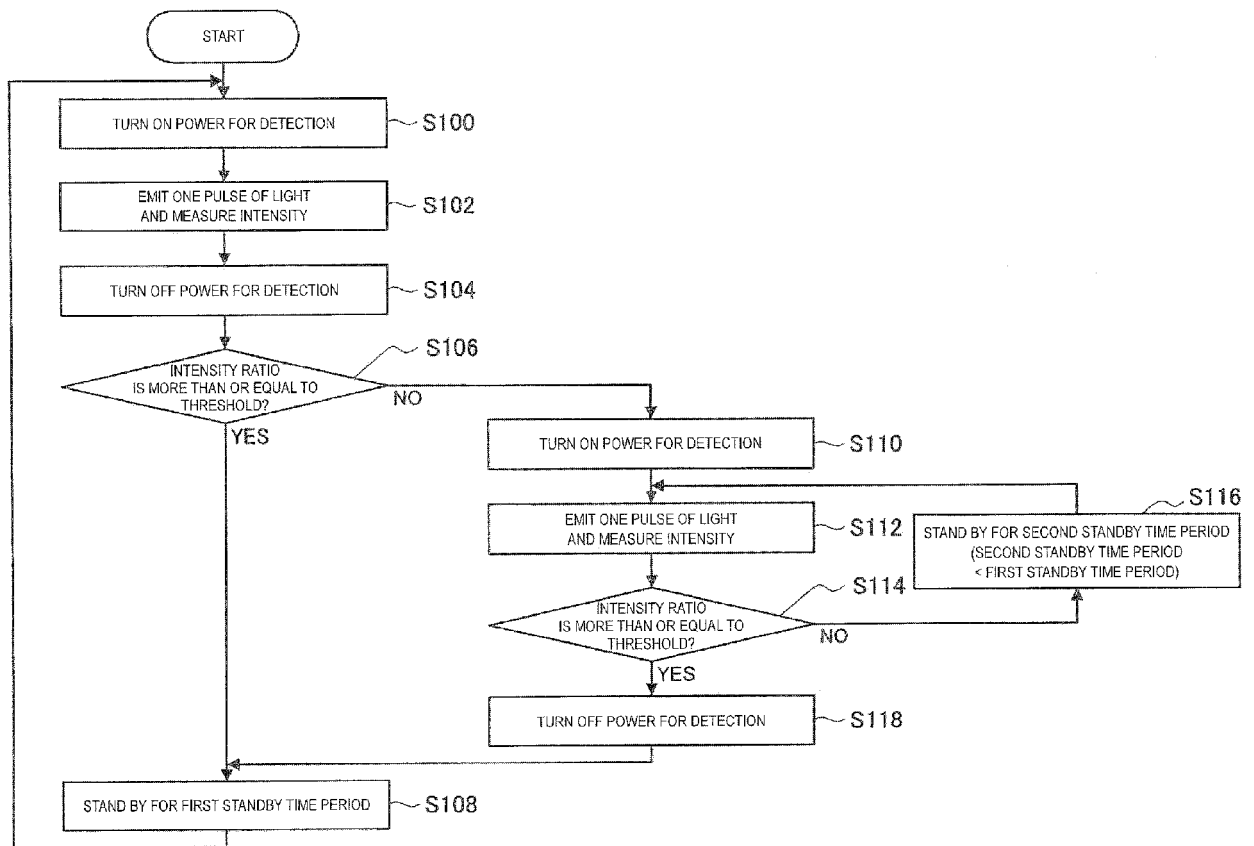 START
TURN ON POWER FOR DETECTION
S100
EMIT ONE PULSE OF LIGHT
AND MEASURE INTENSITY
S102
TURN OFF POWER FOR DETECTION
S104
INTENSITY RATIO
IS MORE THAN OR EQUAL TO
THRESHOLD?
S106
NO
YES
TURN ON POWER FOR DETECTION
S110
EMIT ONE PULSE OF LIGHT
AND MEASURE INTENSITY
S112
STAND BY FOR SECOND STANDBY TIME PERIOD
(SECOND STANDBY TIME PERIOD
< FIRST STANDBY TIME PERIOD)
S116
INTENSITY RATIO
IS MORE THAN OR EQUAL TO
THRESHOLD?
S114
NO
YES
TURN OFF POWER FOR DETECTION
S118
STAND BY FOR FIRST STANDBY TIME PERIOD
S108